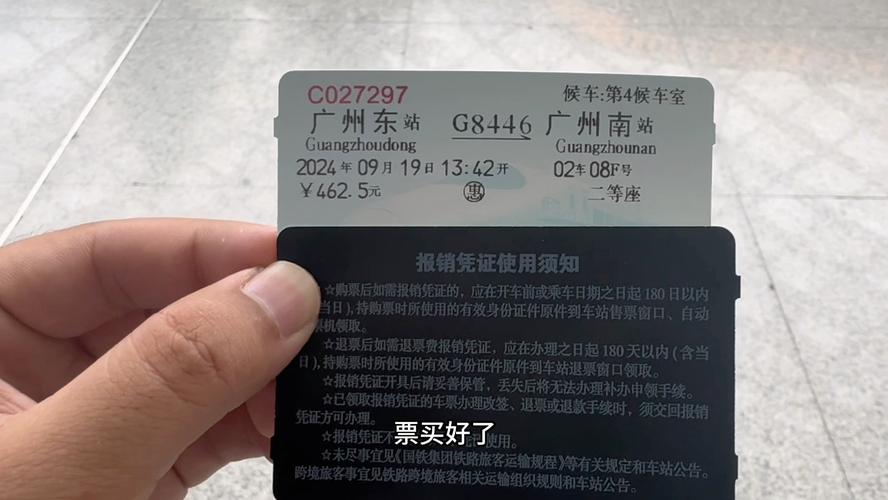 C027297 候车:第4候车室
广州东站 G8446 广州南站
Guangzhoudong Guangzhounan
2024年09月19日13:42开 02车08F号
￥462.5元 惠 二等座
报销凭证使用须知
☆购票后如需报销凭证的，应在开车前或乘车日期之日起180日以内
当日），持购票时所使用的有效身份证件原件到车站售票窗口、自动
票机领取。
☆退票后如需退票费报销凭证，应在办理之日起180天以内（含当
日），持购票时所使用的有效身份证件原件到车站退票窗口领取。
☆报销凭证开具后请妥善保管，丢失后将无法办理补办申领手续。
☆已领取报销凭证的车票办理改签、退票或退款手续时，须交回报销
凭证方可办理。
☆报销凭证不 使用。
票买好了
☆未尽事宜见《国铁集团铁路旅客运输规程》等有关规定和车站公告。
跨境旅客事宜见铁路跨境旅客相关运输组织规则和车站公告。